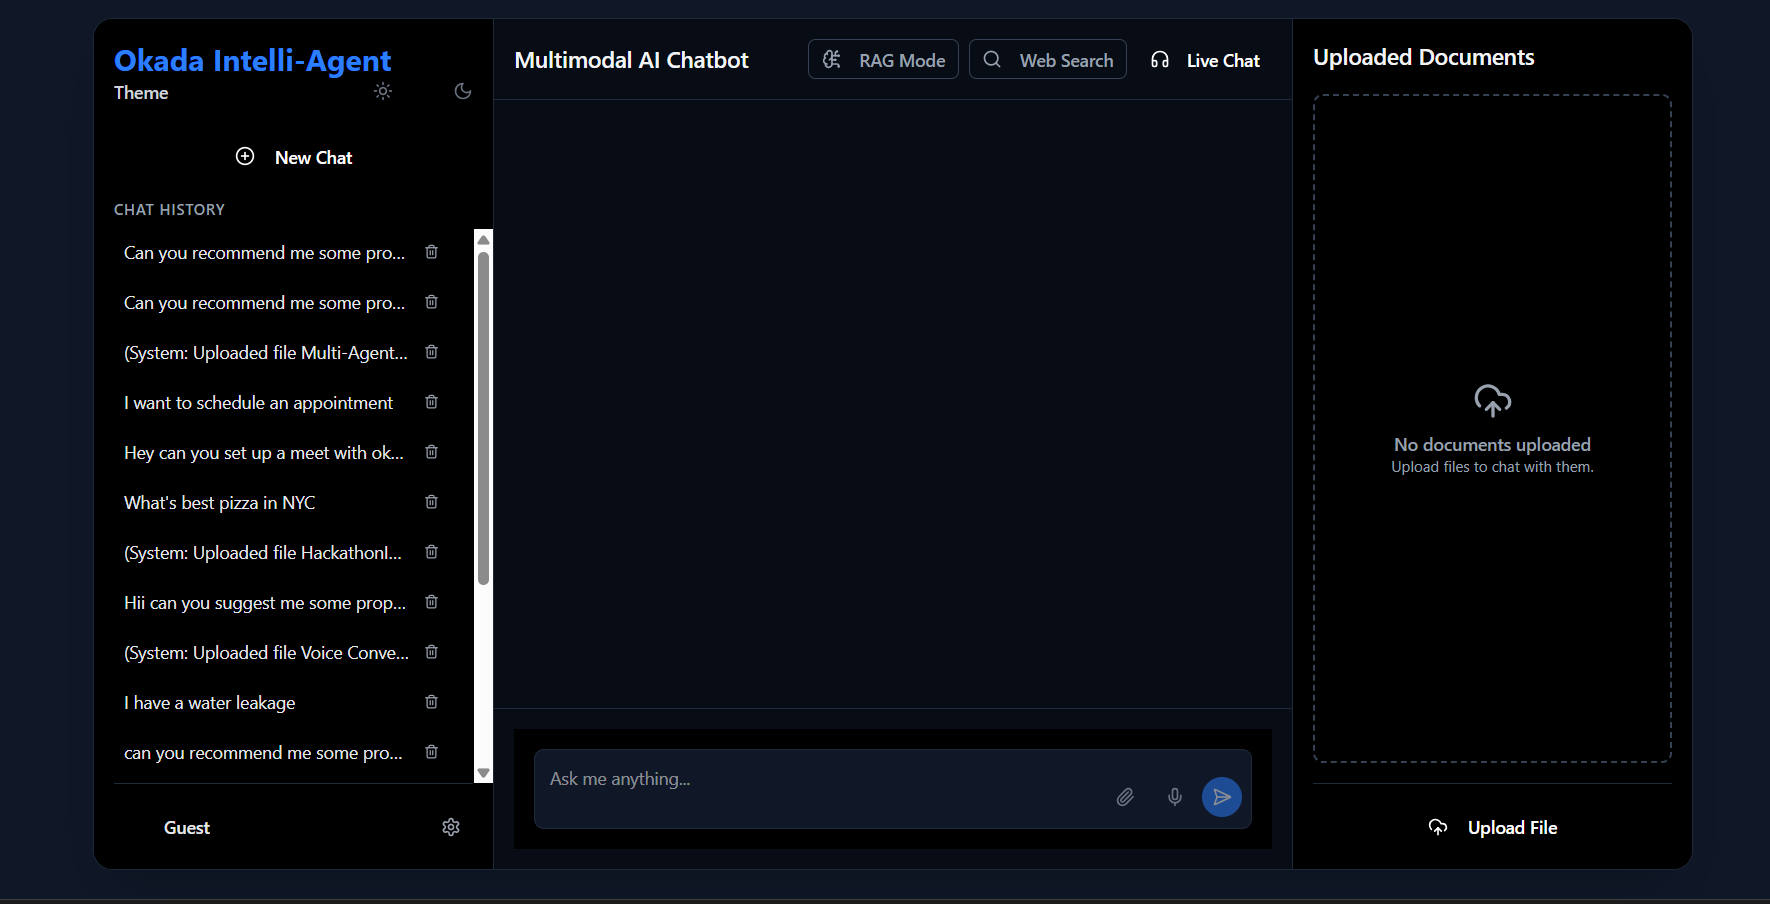 Okada Intelli-Agent
Theme
New Chat
CHAT HISTORY
Can you recommend me some pro...
Can you recommend me some pro...
(System: Uploaded file Multi-Agent...
I want to schedule an appointment
Hey can you set up a meet with ok...
What's best pizza in NYC
(System: Uploaded file HackathonI...
Hii can you suggest me some prop...
(System: Uploaded file Voice Conve...
I have a water leakage
can you recommend me some pro...
Guest
Multimodal AI Chatbot
RAG Mode
Web Search
Live Chat
Ask me anything...
Uploaded Documents
No documents uploaded
Upload files to chat with them.
Upload File